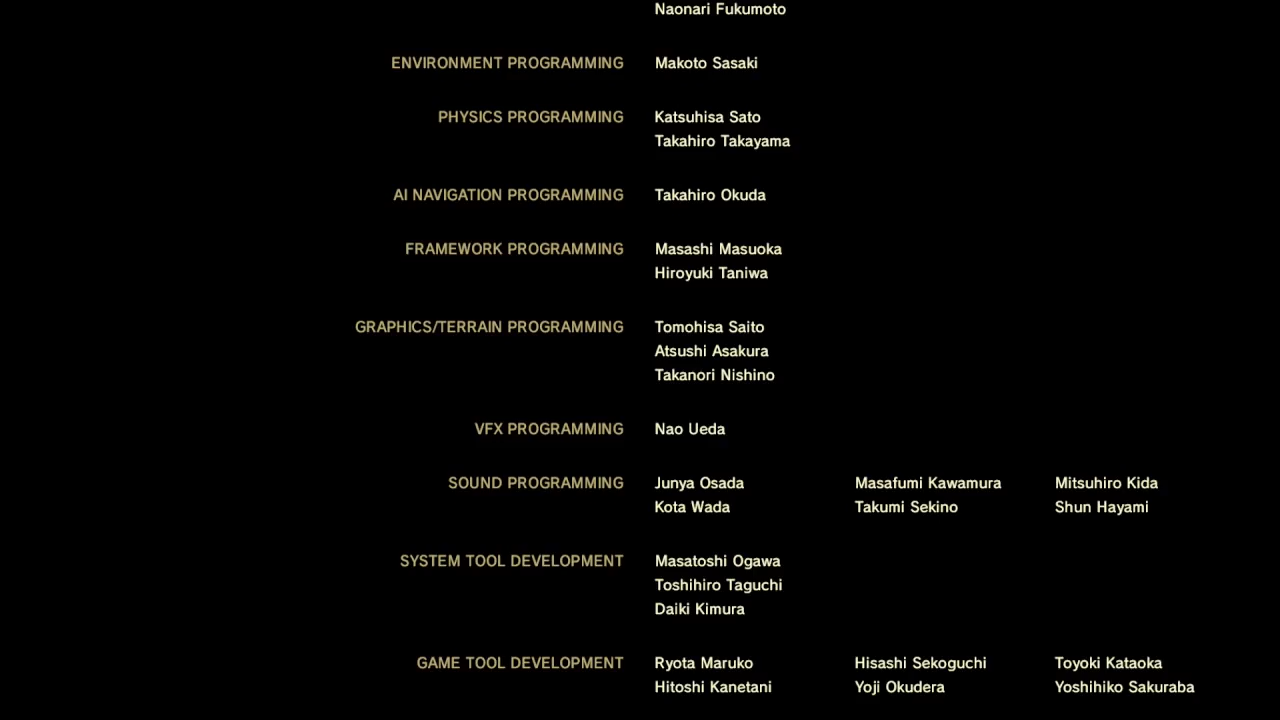 Naonari Fukumoto
ENVIRONMENT PROGRAMMING Makoto Sasaki
PHYSICS PROGRAMMING Katsuhisa Sato
Takahiro Takayama
AI NAVIGATION PROGRAMMING Takahiro Okuda
FRAMEWORK PROGRAMMING Masashi Masuoka
Hiroyuki Taniwa
GRAPHICS/TERRAIN PROGRAMMING Tomohisa Saito
Atsushi Asakura
Takanori Nishino
VFX PROGRAMMING Nao Ueda
SOUND PROGRAMMING Junya Osada Masafumi Kawamura Mitsuhiro Kida
Kota Wada Takumi Sekino Shun Hayami
SYSTEM TOOL DEVELOPMENT Masatoshi Ogawa
Toshihiro Taguchi
Daiki Kimura
GAME TOOL DEVELOPMENT Ryota Maruko Hisashi Sekoguchi Toyoki Kataoka
Hitoshi Kanetani Yoji Okudera Yoshihiko Sakuraba